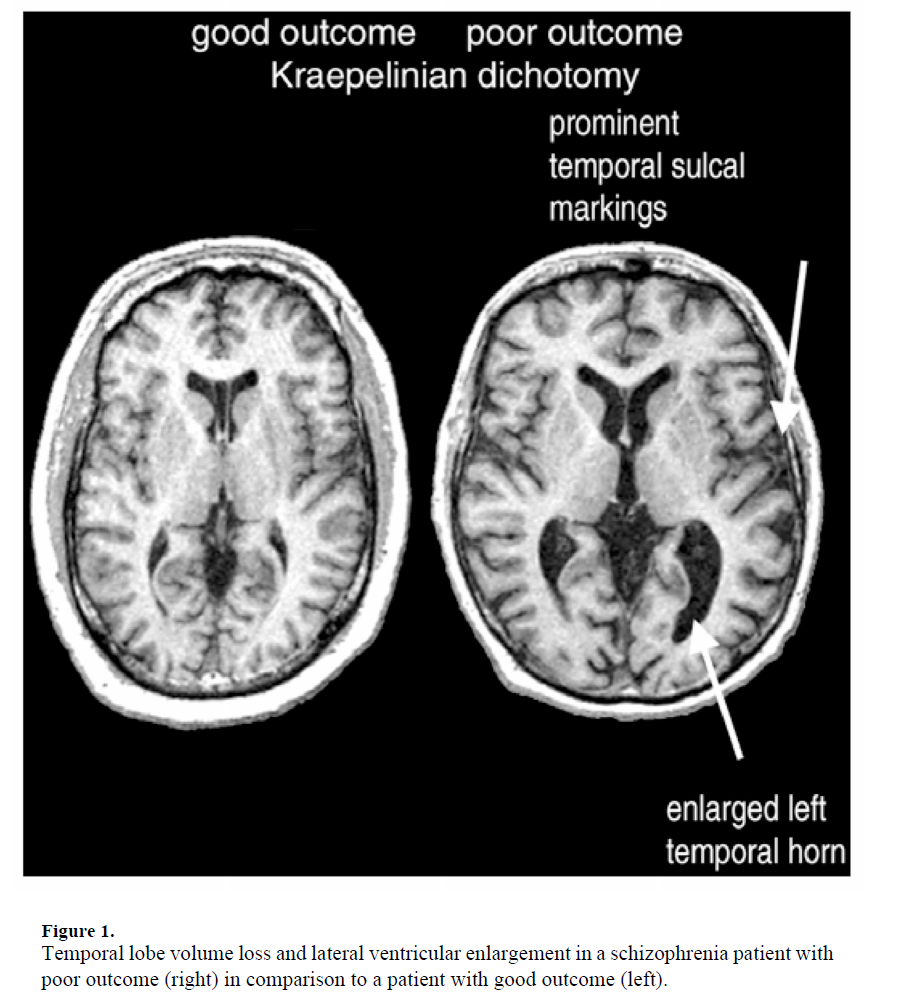 good outcome poor outcome
Kraepelinian dichotomy
prominent
temporal sulcal
markings
enlarged left
temporal horn
Figure 1.
Temporal lobe volume loss and lateral ventricular enlargement in a schizophrenia patient with
poor outcome (right) in comparison to a patient with good outcome (left).